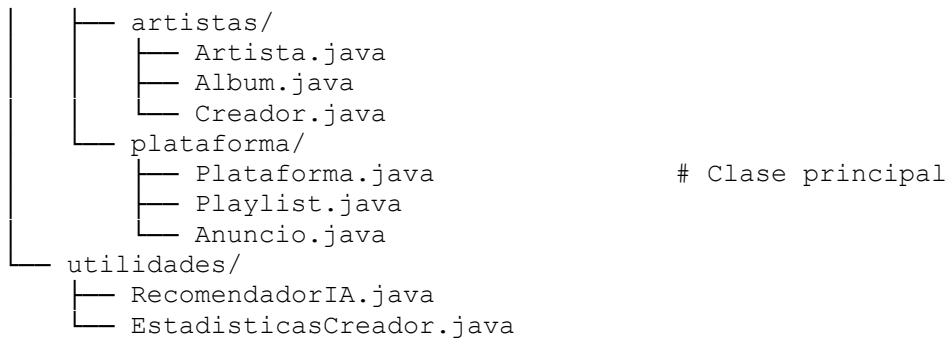 │   ├── artistas/
│   │   ├── Artista.java
│   │   ├── Album.java
│   │   └── Creador.java
│   └── plataforma/
│       ├── Plataforma.java               # Clase principal
│       ├── Playlist.java
│       └── Anuncio.java
└── utilidades/
    ├── RecomendadorIA.java
    └── EstadisticasCreador.java